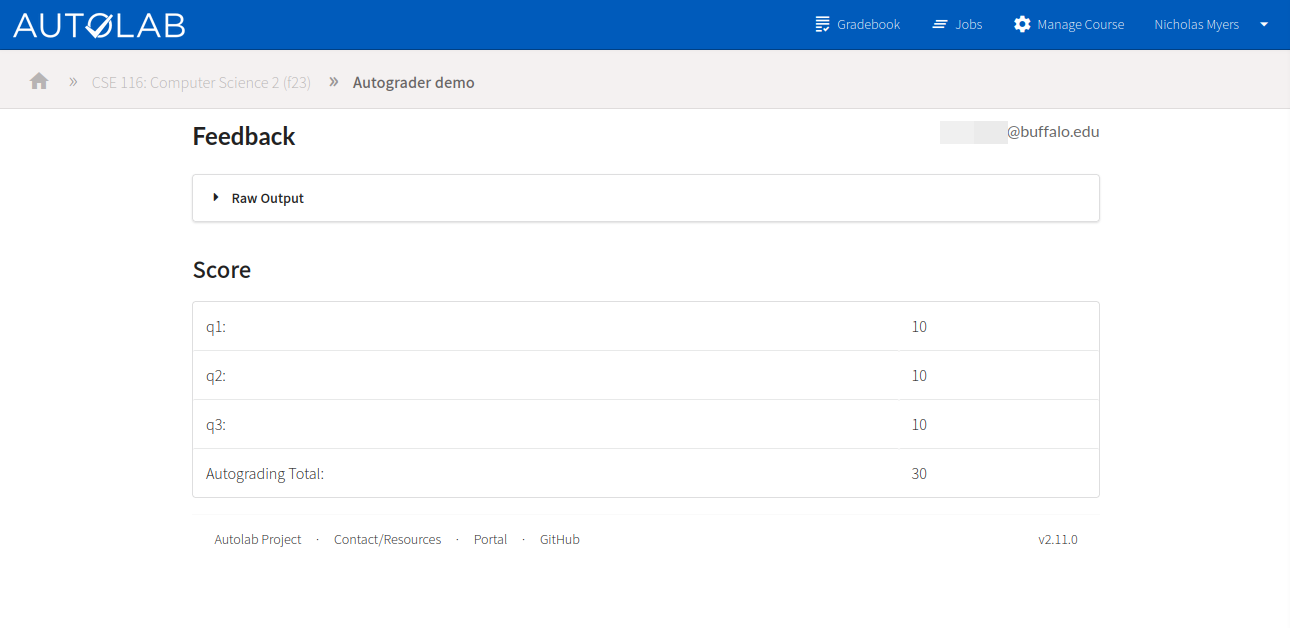 AUTOLAB Gradebook Jobs Manage Course Nicholas Myers
» CSE 116: Computer Science 2 (f23) » Autograder demo
Feedback @buffalo.edu
Raw Output
Score
q1: 10
q2: 10
q3: 10
Autograding Total: 30
Autolab Project · Contact/Resources · Portal · GitHub v2.11.0